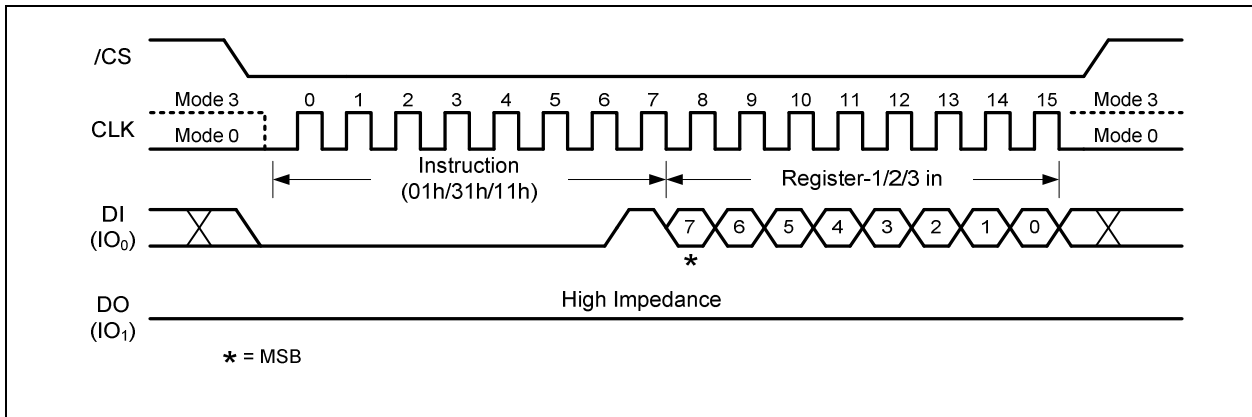 /CS
Mode 3 0 1 2 3 4 5 6 7 8 9 10 11 12 13 14 15 Mode 3
CLK
Mode 0 Mode 0
Instruction
(01h/31h/11h)
Register-1/2/3 in
DI
(IO₀)
7 6 5 4 3 2 1 0
*
High Impedance
DO
(IO₁)
* = MSB